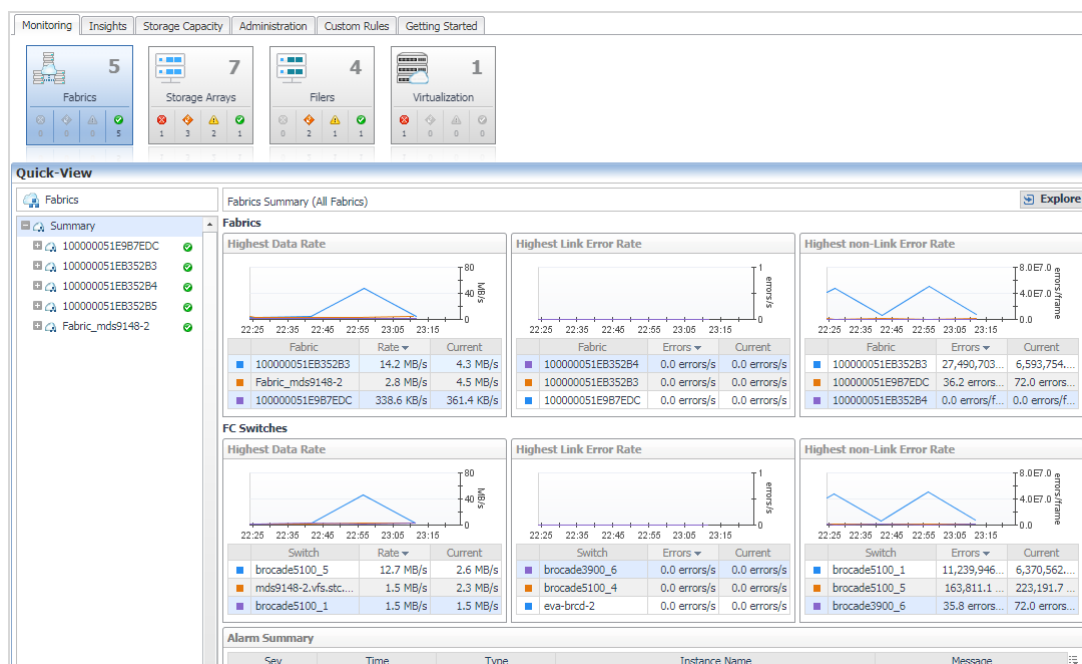 Monitoring Insights Storage Capacity Administration Custom Rules Getting Started
5 7 4 1
Fabrics Storage Arrays Filers Virtualization
0 0 0 5 1 3 2 1 0 2 1 1 1 0 0 0
Quick-View
Fabrics
Summary
100000051E9B7EDC
100000051EB352B3
100000051EB352B4
100000051EB352B5
Fabric_mds9148-2
Fabrics Summary (All Fabrics) Explore
Fabrics
Highest Data Rate
80
40
0
MB/s
22:25 22:35 22:45 22:55 23:05 23:15
Fabric Rate Current
100000051EB352B3 14.2 MB/s 4.3 MB/s
Fabric_mds9148-2 2.8 MB/s 4.5 MB/s
100000051E9B7EDC 338.6 KB/s 361.4 KB/s
Highest Link Error Rate
1
0
errors/s
22:25 22:35 22:45 22:55 23:05 23:15
Fabric Errors Current
100000051EB352B4 0.0 errors/s 0.0 errors/s
100000051EB352B3 0.0 errors/s 0.0 errors/s
100000051E9B7EDC 0.0 errors/s 0.0 errors/s
Highest non-Link Error Rate
8.0E7.0
4.0E7.0
0.0
errors/frame
22:25 22:35 22:45 22:55 23:05 23:15
Fabric Errors Current
100000051EB352B3 27,490,703... 6,593,754....
100000051E9B7EDC 36.2 errors... 72.0 errors...
100000051EB352B4 0.0 errors/f... 0.0 errors/f...
FC Switches
Highest Data Rate
80
40
0
MB/s
22:25 22:35 22:45 22:55 23:05 23:15
Switch Rate Current
brocade5100_5 12.7 MB/s 2.6 MB/s
mds9148-2.vfs.stc.... 1.5 MB/s 2.3 MB/s
brocade5100_1 1.5 MB/s 1.5 MB/s
Highest Link Error Rate
1
0
errors/s
22:25 22:35 22:45 22:55 23:05 23:15
Switch Errors Current
brocade3900_6 0.0 errors/s 0.0 errors/s
brocade5100_4 0.0 errors/s 0.0 errors/s
eva-brcd-2 0.0 errors/s 0.0 errors/s
Highest non-Link Error Rate
8.0E7.0
4.0E7.0
0.0
errors/frame
22:25 22:35 22:45 22:55 23:05 23:15
Switch Errors Current
brocade5100_1 11,239,946... 6,370,562....
brocade5100_5 163,811.1 ... 223,191.7 ...
brocade3900_6 35.8 errors... 72.0 errors...
Alarm Summary
Sev Time Type Instance Name Message